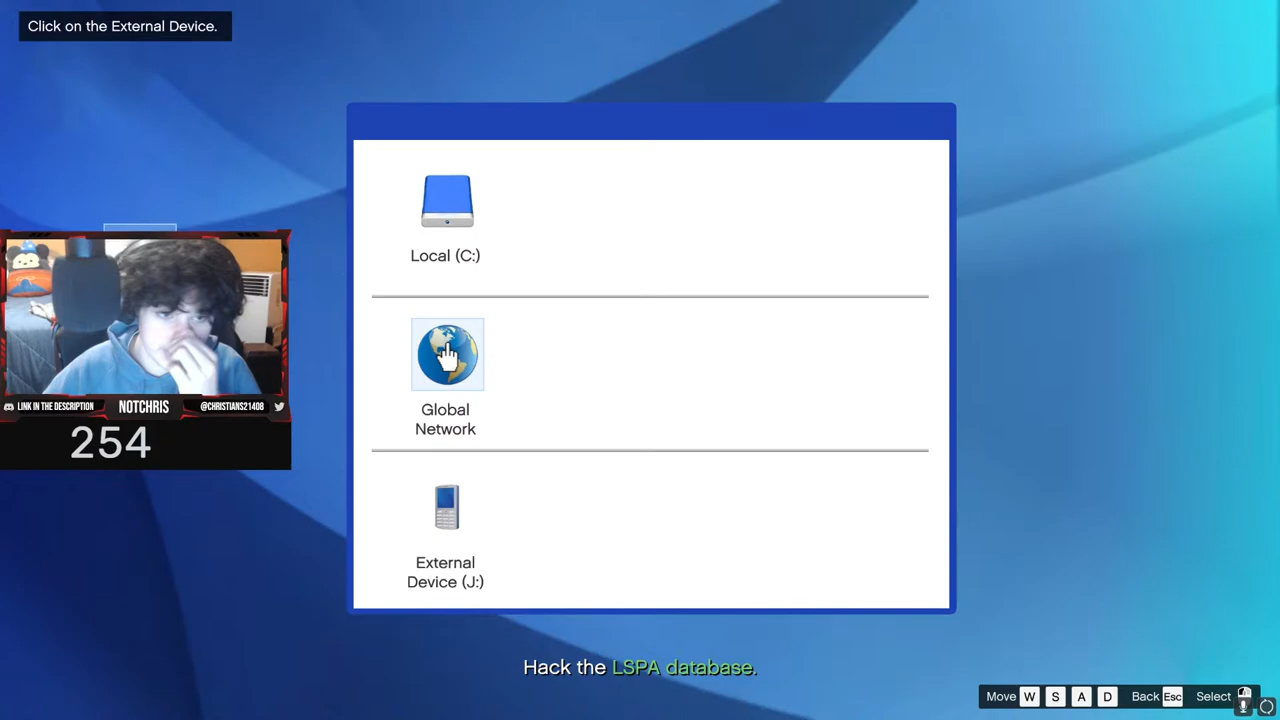 Click on the External Device.
Local (C:)
Global
Network
External
Device (J:)
LINK IN THE DESCRIPTION
NOTCHRIS
@CHRISTIANS21408
254
Hack the LSPA database.
Move W S A D Back Esc Select